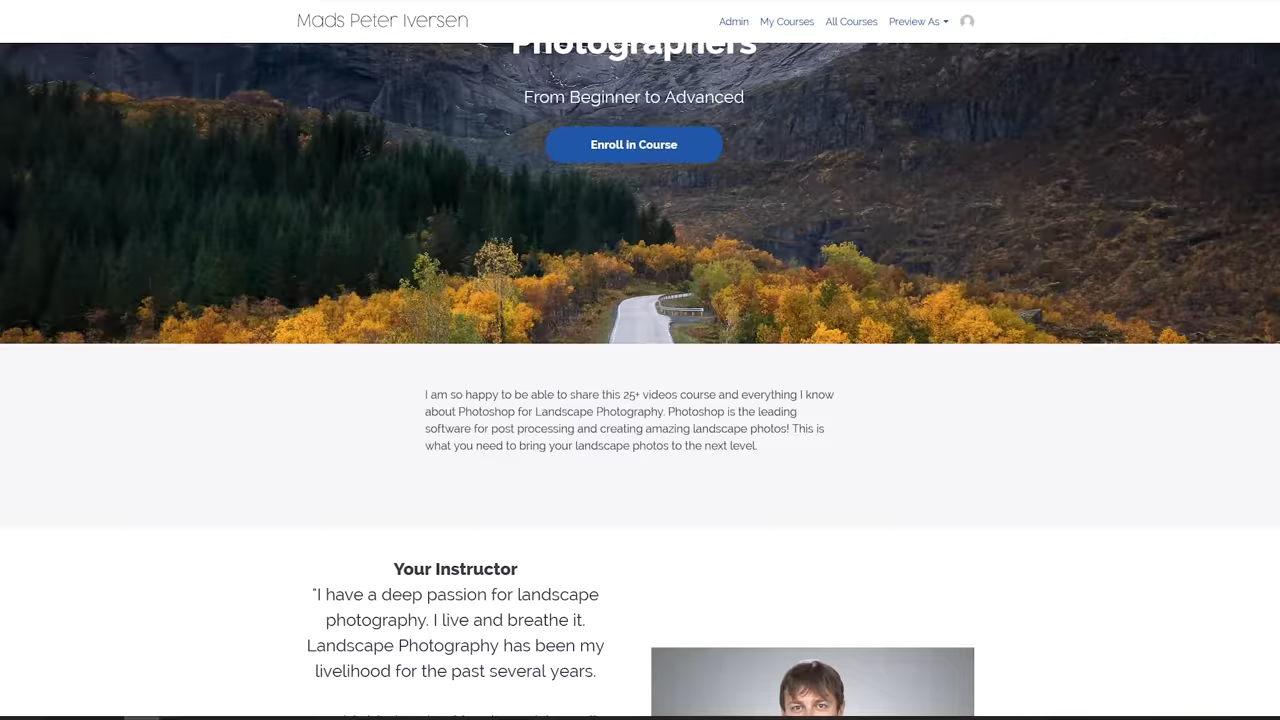 Mads Peter Iversen
Admin My Courses All Courses Preview As
Photographers
From Beginner to Advanced
Enroll in Course
I am so happy to be able to share this 25+ videos course and everything I know
about Photoshop for Landscape Photography. Photoshop is the leading
software for post processing and creating amazing landscape photos! This is
what you need to bring your landscape photos to the next level.
Your Instructor
"I have a deep passion for landscape
photography. I live and breathe it.
Landscape Photography has been my
livelihood for the past several years.